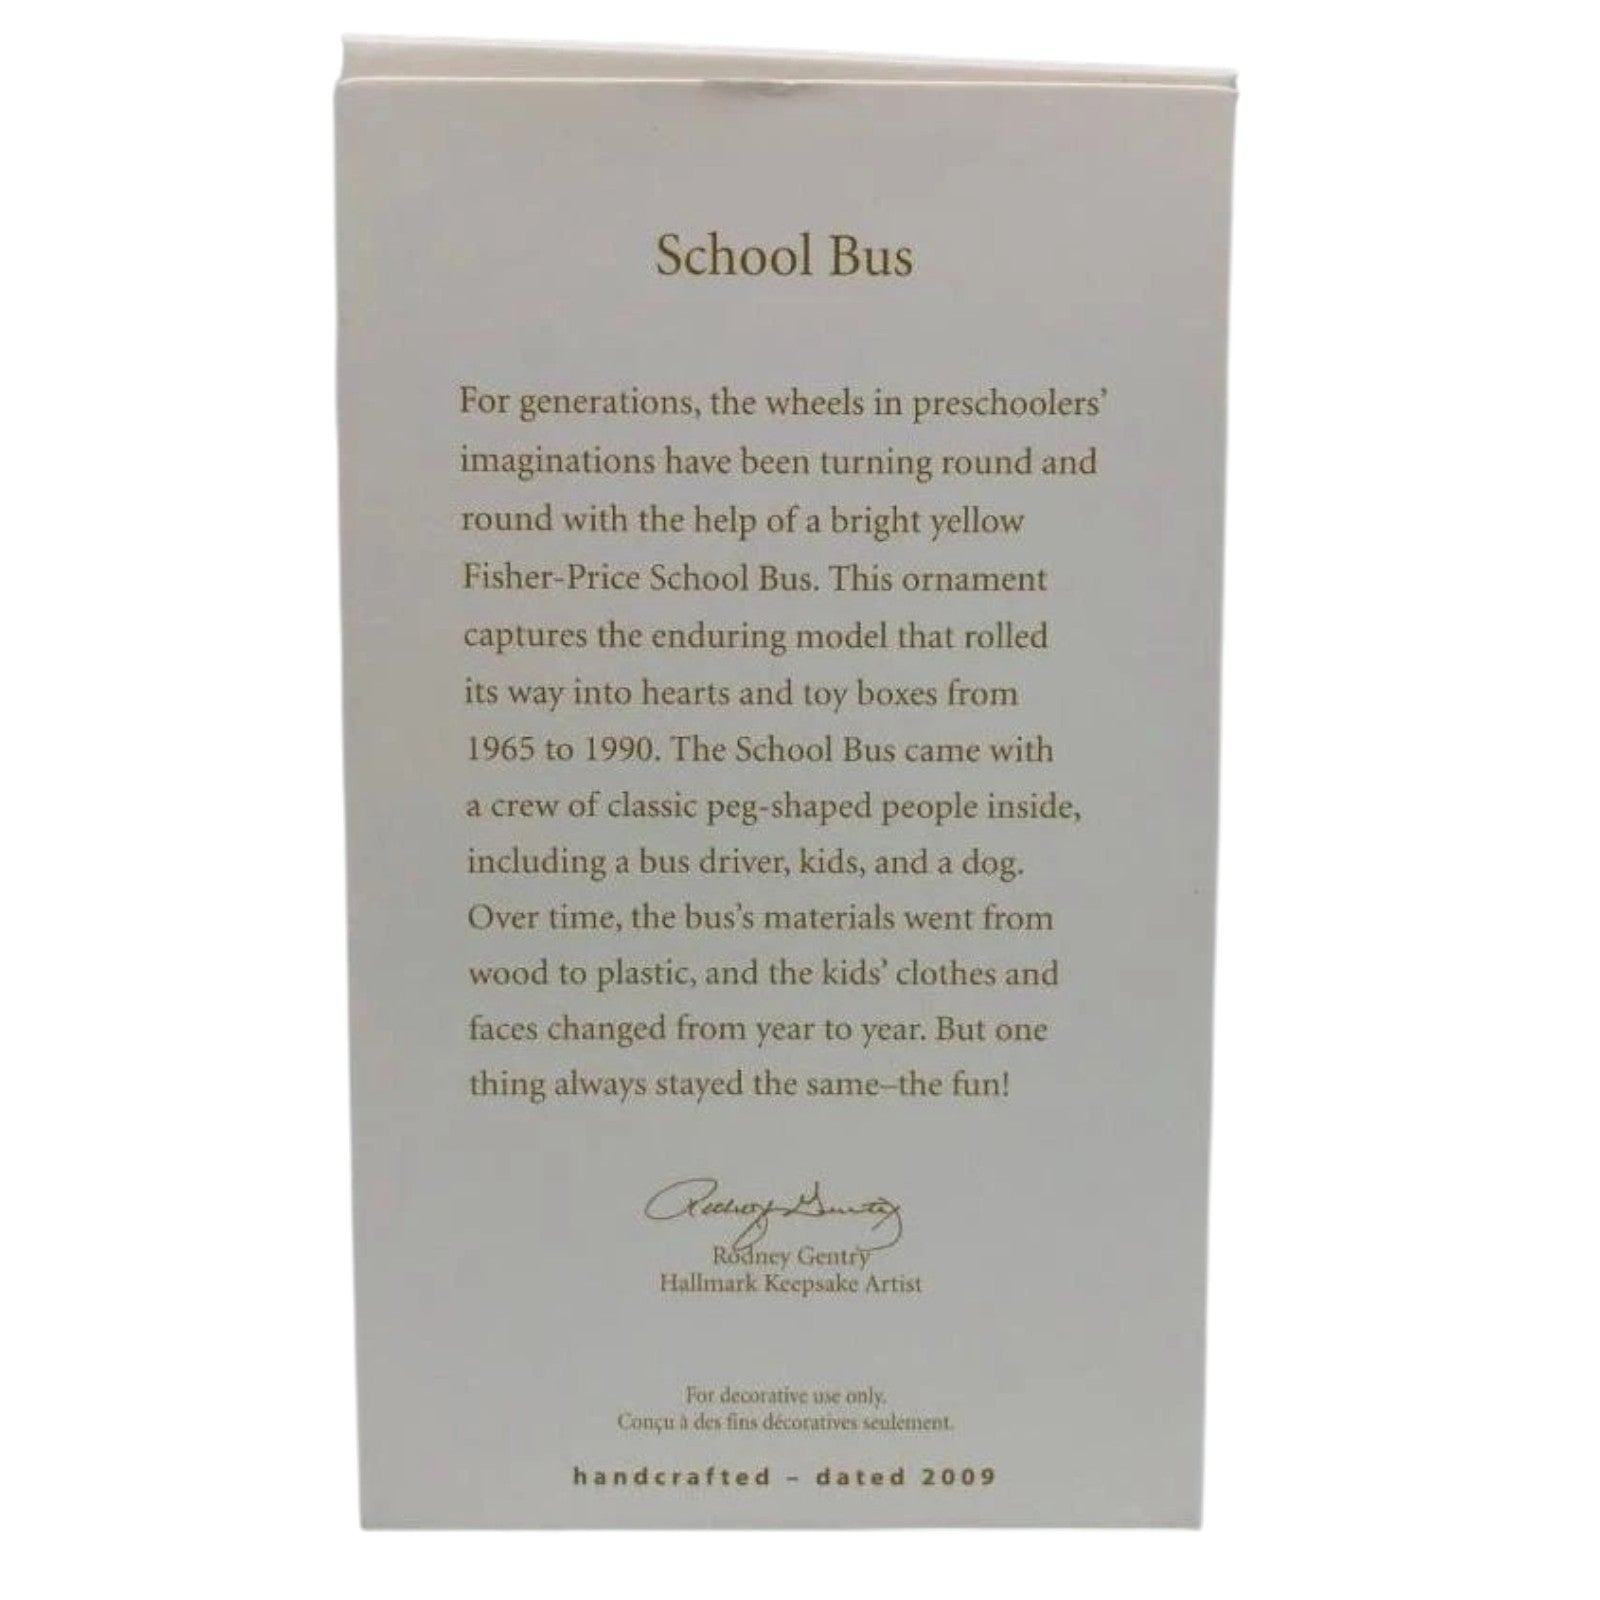 School Bus
For generations, the wheels in preschoolers’
imaginations have been turning round and
round with the help of a bright yellow
Fisher-Price School Bus. This ornament
captures the enduring model that rolled
its way into hearts and toy boxes from
1965 to 1990. The School Bus came with
a crew of classic peg-shaped people inside,
including a bus driver, kids, and a dog.
Over time, the bus’s materials went from
wood to plastic, and the kids’ clothes and
faces changed from year to year. But one
thing always stayed the same–the fun!
Rodney Gentry
Rodney Gentry
Hallmark Keepsake Artist
For decorative use only.
Conçu à des fins décoratives seulement.
handcrafted – dated 2009